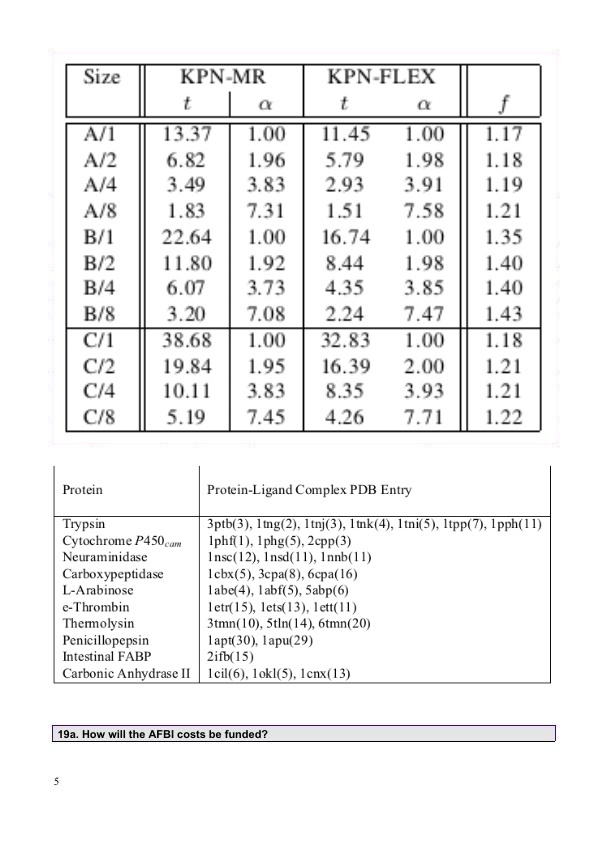 Size KPN-MR KPN-FLEX
t α t α f
A/1 13.37 1.00 11.45 1.00 1.17
A/2 6.82 1.96 5.79 1.98 1.18
A/4 3.49 3.83 2.93 3.91 1.19
A/8 1.83 7.31 1.51 7.58 1.21
B/1 22.64 1.00 16.74 1.00 1.35
B/2 11.80 1.92 8.44 1.98 1.40
B/4 6.07 3.73 4.35 3.85 1.40
B/8 3.20 7.08 2.24 7.47 1.43
C/1 38.68 1.00 32.83 1.00 1.18
C/2 19.84 1.95 16.39 2.00 1.21
C/4 10.11 3.83 8.35 3.93 1.21
C/8 5.19 7.45 4.26 7.71 1.22
Protein Protein-Ligand Complex PDB Entry
Trypsin 3ptb(3), 1tng(2), 1tnj(3), 1tnk(4), 1tni(5), 1tpp(7), 1pph(11)
Cytochrome P450cam 1phf(1), 1phg(5), 2cpp(3)
Neuraminidase 1nsc(12), 1nsd(11), 1nnb(11)
Carboxypeptidase 1cbx(5), 3cpa(8), 6cpa(16)
L-Arabinose 1abe(4), 1abf(5), 5abp(6)
e-Thrombin 1etr(15), 1ets(13), 1ett(11)
Thermolysin 3tmn(10), 5tln(14), 6tmn(20)
Penicillopepsin 1apt(30), 1apu(29)
Intestinal FABP 2ifb(15)
Carbonic Anhydrase II 1cil(6), 1okl(5), 1cnx(13)
19a. How will the AFBI costs be funded?
5